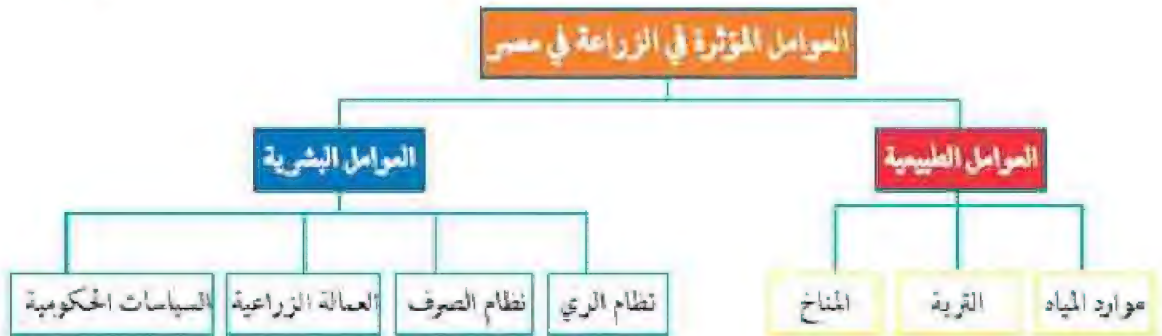 العوامل المؤثرة في الزراعة في مصر
العوامل الطبيعية
العوامل البشرية
موارد المياه
التربة
المناخ
نظام الري
نظام الصرف
العمالة الزراعية
السياسات الحكومية